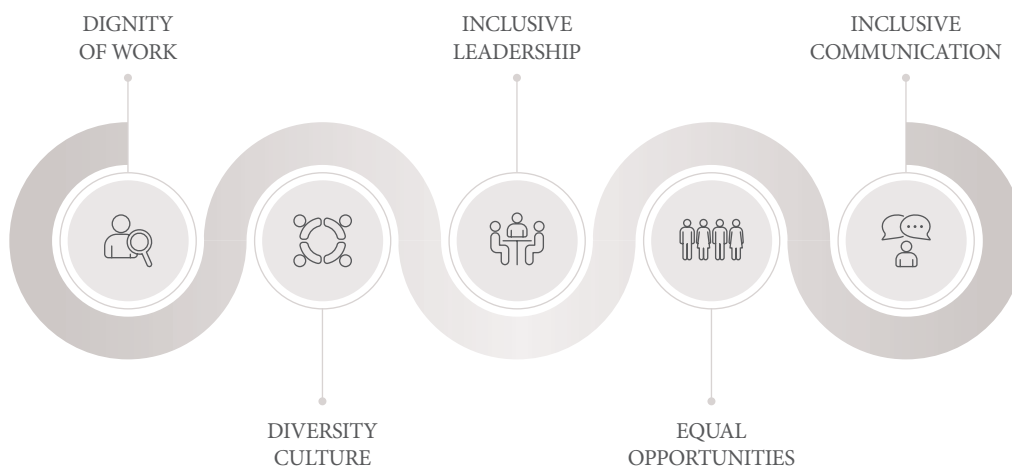 DIGNITY
OF WORK
INCLUSIVE
LEADERSHIP
INCLUSIVE
COMMUNICATION
DIVERSITY
CULTURE
EQUAL
OPPORTUNITIES